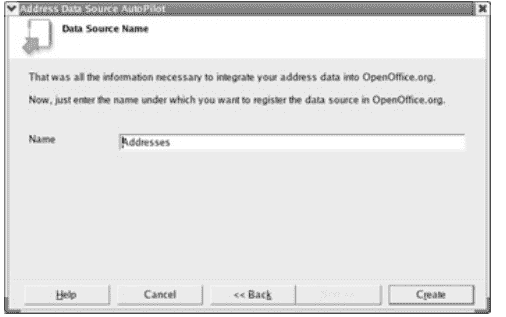 Address Data Source AutoPilot
Data Source Name
That was all the information necessary to integrate your address data into OpenOffice.org.
Now, just enter the name under which you want to register the data source in OpenOffice.org.
Name Addresses
Help Cancel << Back Create